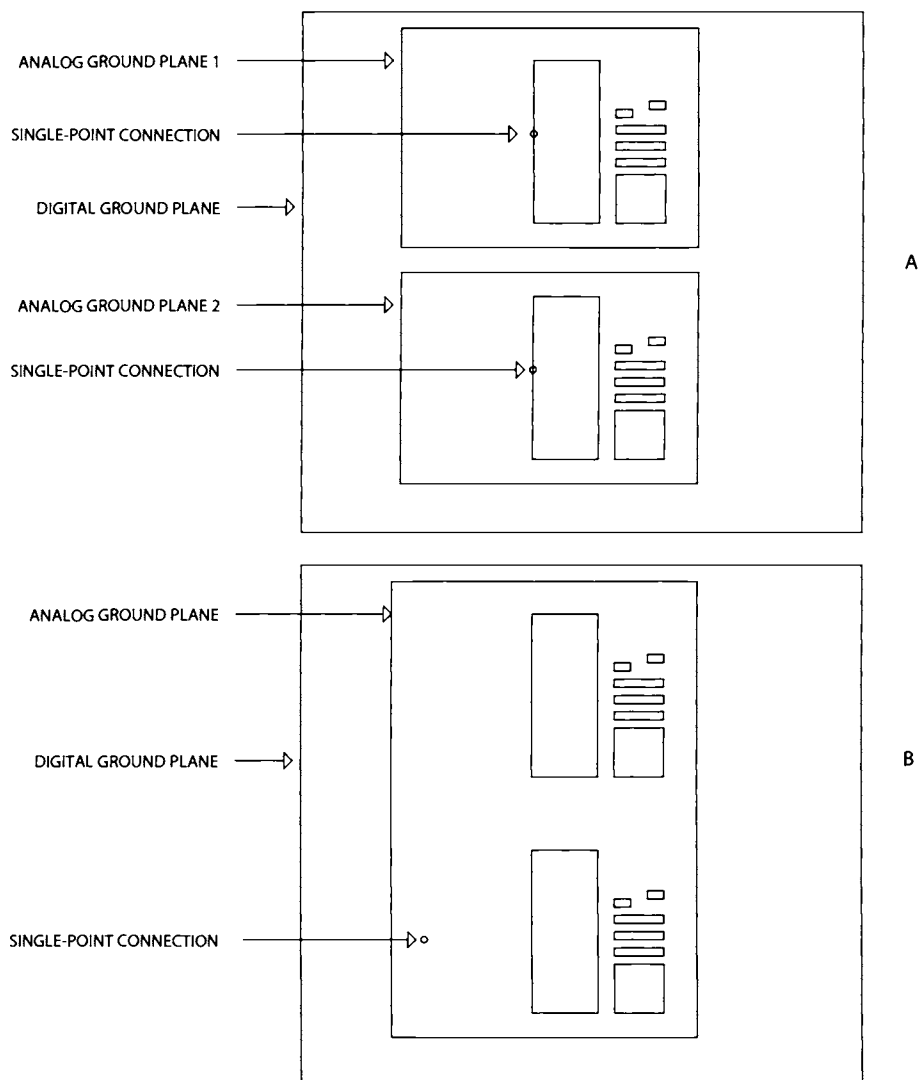 ANALOG GROUND PLANE 1
SINGLE-POINT CONNECTION
DIGITAL GROUND PLANE
A
ANALOG GROUND PLANE 2
SINGLE-POINT CONNECTION
ANALOG GROUND PLANE
DIGITAL GROUND PLANE
B
SINGLE-POINT CONNECTION